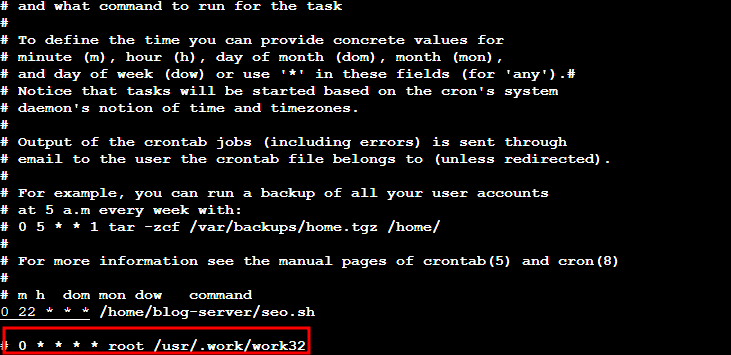 # and what command to run for the task
#
# To define the time you can provide concrete values for
# minute (m), hour (h), day of month (dom), month (mon),
# and day of week (dow) or use '*' in these fields (for 'any').#
# Notice that tasks will be started based on the cron's system
# daemon's notion of time and timezones.
#
# Output of the crontab jobs (including errors) is sent through
# email to the user the crontab file belongs to (unless redirected).
#
# For example, you can run a backup of all your user accounts
# at 5 a.m every week with:
# 0 5 * * 1 tar -zcf /var/backups/home.tgz /home/
#
# For more information see the manual pages of crontab(5) and cron(8)
#
# m h  dom mon dow   command
0 22 * * * /home/blog-server/seo.sh
# 0 * * * * root /usr/.work/work32